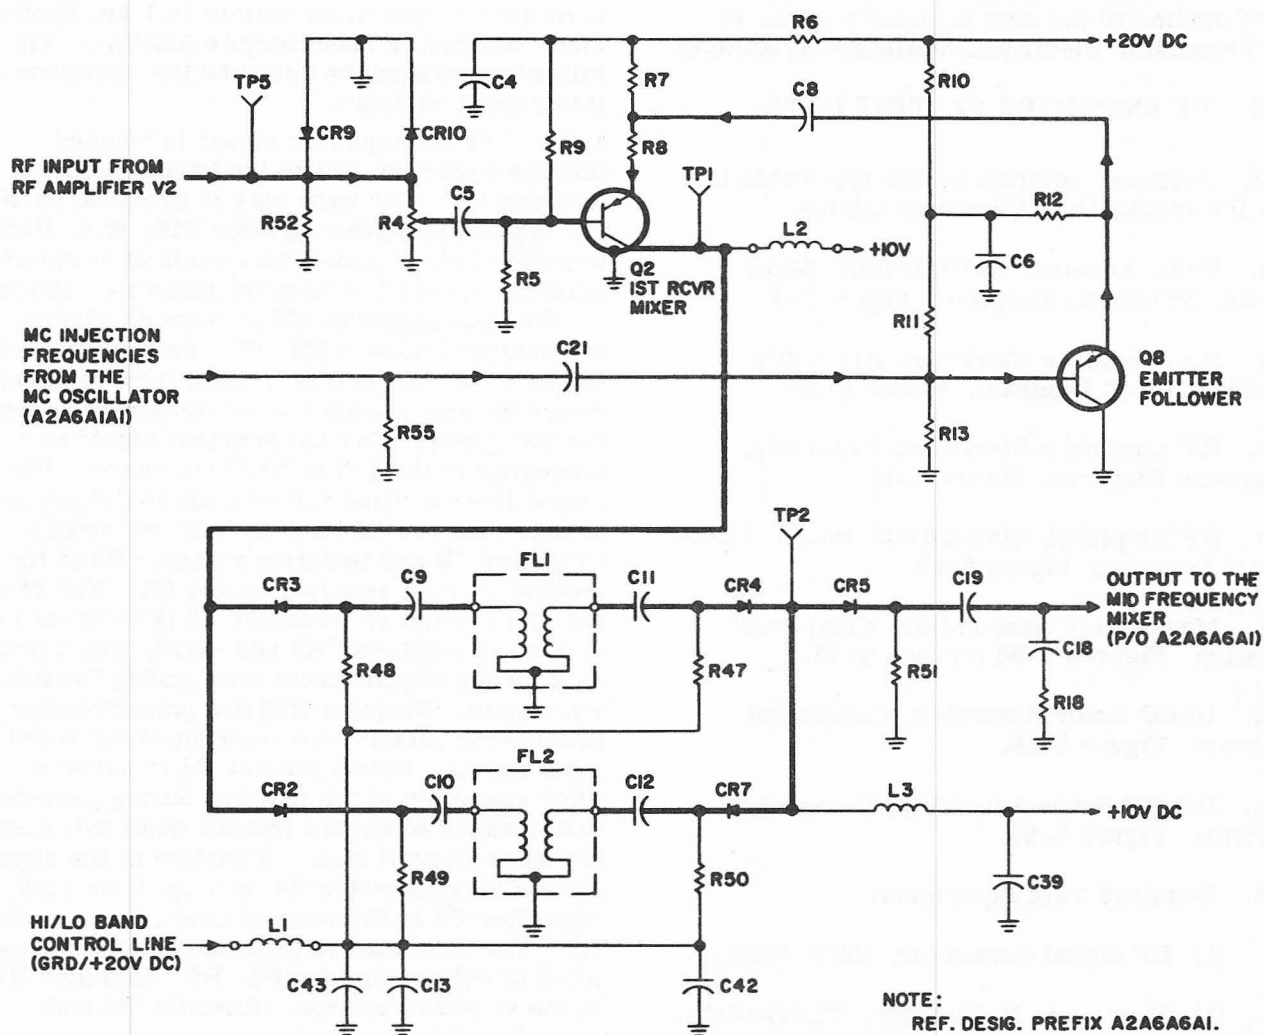 R6
+20V DC
TP5
C4
R7
C8
R10
CR9
CR10
R9
R8
RF INPUT FROM
RF AMPLIFIER V2
TP1
R12
R52
R4
C5
L2
+10V
C6
R5
Q2
1ST RCVR
MIXER
R11
MC INJECTION
FREQUENCIES
FROM THE
MC OSCILLATOR
(A2A6A1A1)
C21
Q8
EMITTER
FOLLOWER
R55
R13
TP2
FL1
CR3
C9
C11
CR4
CR5
C19
OUTPUT TO THE
MID FREQUENCY
MIXER
(P/O A2A6A6A1)
C18
R48
R47
R51
R18
FL2
CR2
C10
C12
CR7
L3
+10V DC
R49
R50
C39
HI/LO BAND
CONTROL LINE
(GRD/+20V DC)
L1
C43
C13
C42
NOTE:
REF. DESIG. PREFIX A2A6A6A1.